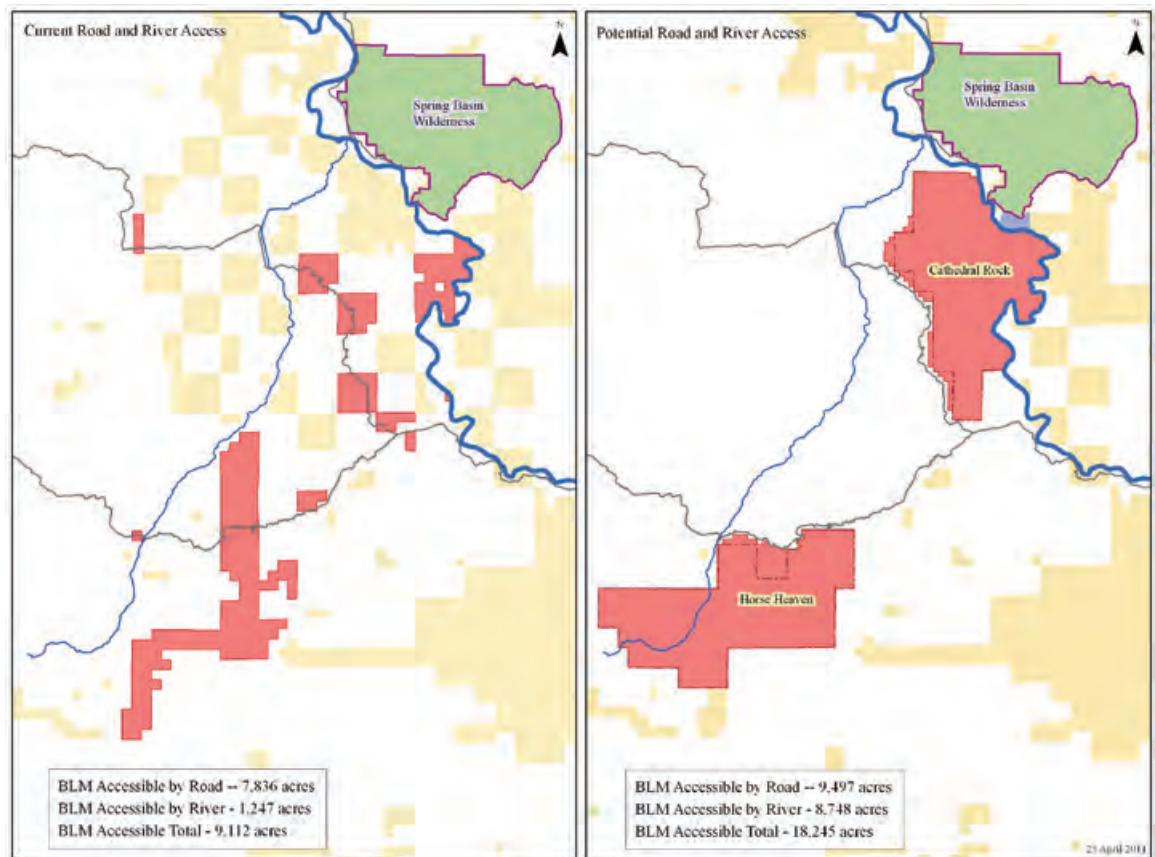 Current Road and River Access
N
Spring Basin
Wilderness
BLM Accessible by Road -- 7,836 acres
BLM Accessible by River - 1,247 acres
BLM Accessible Total - 9,112 acres
Potential Road and River Access
N
Spring Basin
Wilderness
Cathedral Rock
Horse Heaven
BLM Accessible by Road -- 9,497 acres
BLM Accessible by River - 8,748 acres
BLM Accessible Total - 18,245 acres
25 April 2011